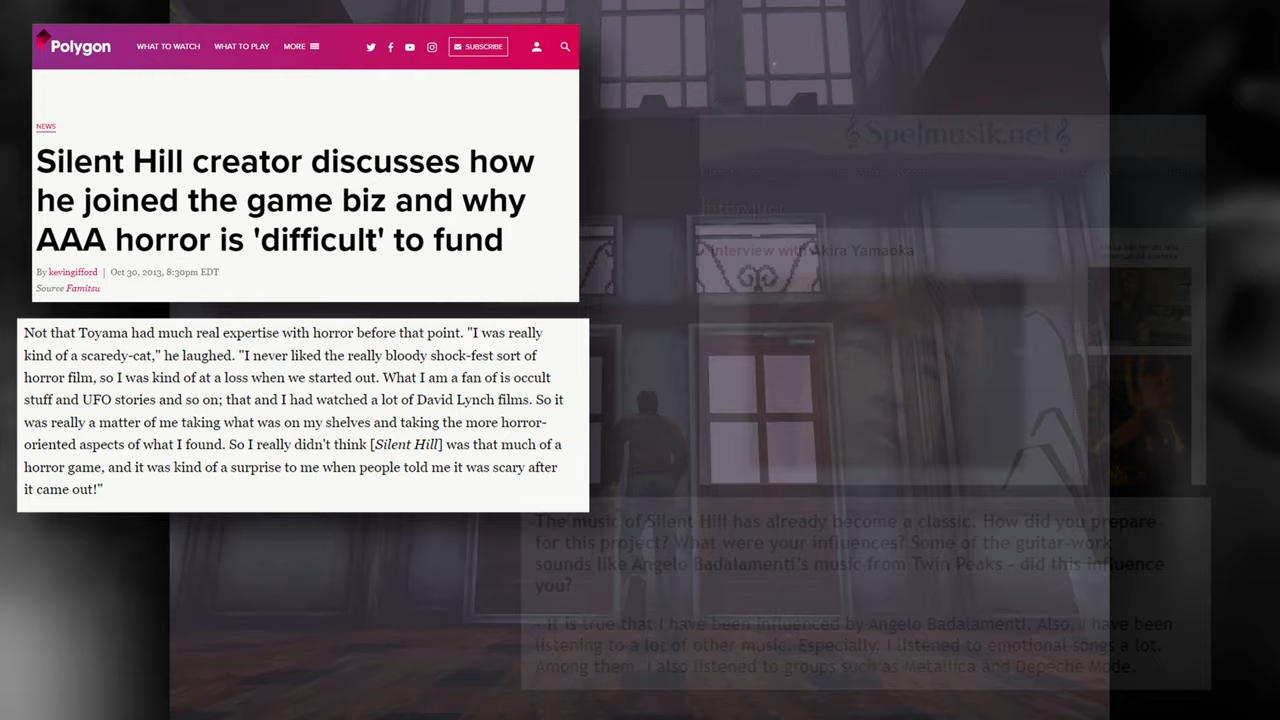 Polygon
WHAT TO WATCH
WHAT TO PLAY
MORE
SUBSCRIBE
NEWS
Silent Hill creator discusses how
he joined the game biz and why
AAA horror is 'difficult' to fund
By kevingifford | Oct 30, 2013, 8:30pm EDT
Source Famitsu
Not that Toyama had much real expertise with horror before that point. "I was really
kind of a scaredy-cat," he laughed. "I never liked the really bloody shock-fest sort of
horror film, so I was kind of at a loss when we started out. What I am a fan of is occult
stuff and UFO stories and so on; that and I had watched a lot of David Lynch films. So it
was really a matter of me taking what was on my shelves and taking the more horror-
oriented aspects of what I found. So I really didn't think [Silent Hill] was that much of a
horror game, and it was kind of a surprise to me when people told me it was scary after
it came out!"
Spelmusik.net
Intervjuer
Interview with Akira Yamaoka
The music of Silent Hill has already become a classic. How did you prepare
for this project? What were your influences? Some of the guitar-work
sounds like Angelo Badalamenti's music from Twin Peaks - did this influence
you?
- It is true that I have been influenced by Angelo Badalamenti. Also, I have been
listening to a lot of other music. Especially, I listened to emotional songs a lot.
Among them, I also listened to groups such as Metallica and Depeche Mode.